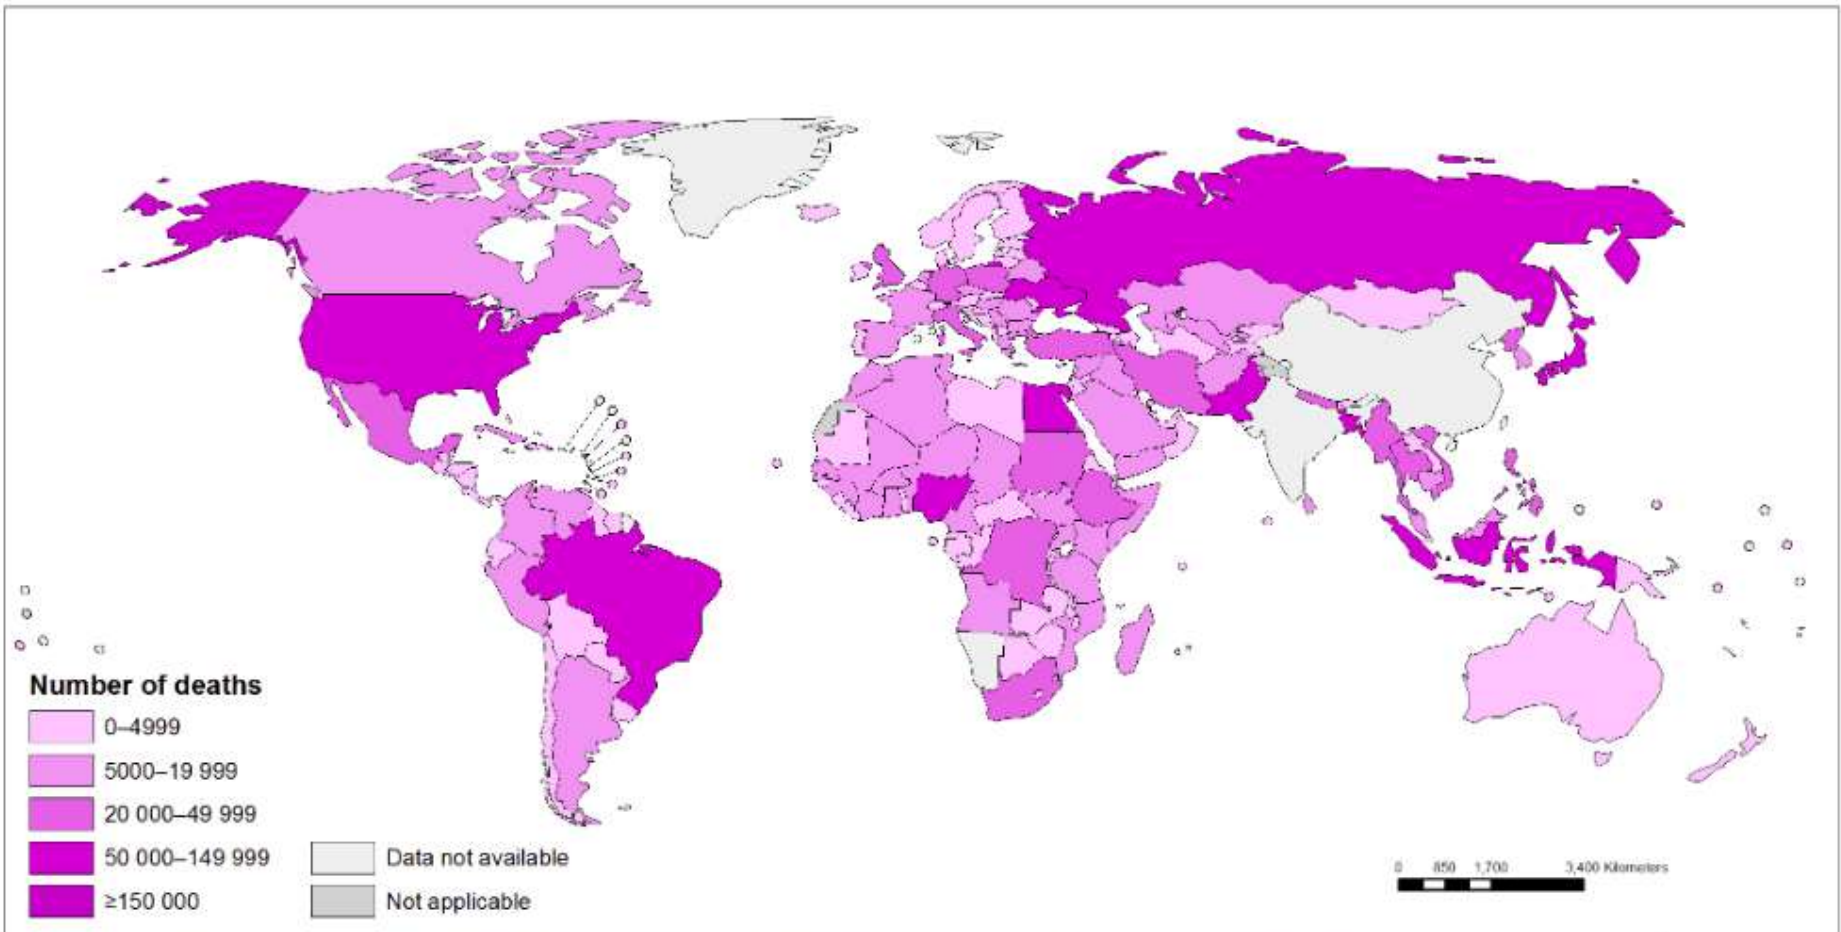 Number of deaths
0–4999
5000–19 999
20 000–49 999
50 000–149 999
≥150 000
Data not available
Not applicable
0 850 1,700 3,400 Kilometers